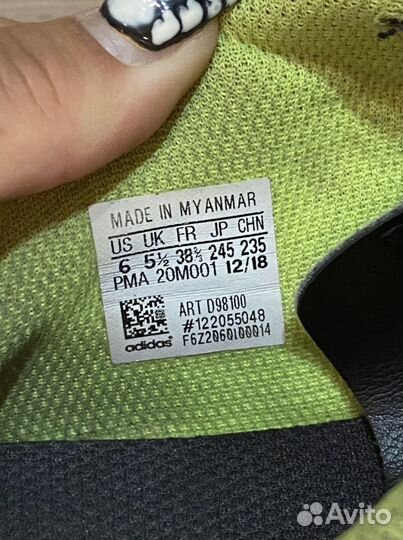 MADE IN MYANMAR
US UK FR JP CHN
6 5½ 38⅔ 245 235
PMA 20M001 12/18
ART D98100
#122055048
F6Z2060I00014
adidas
Avito